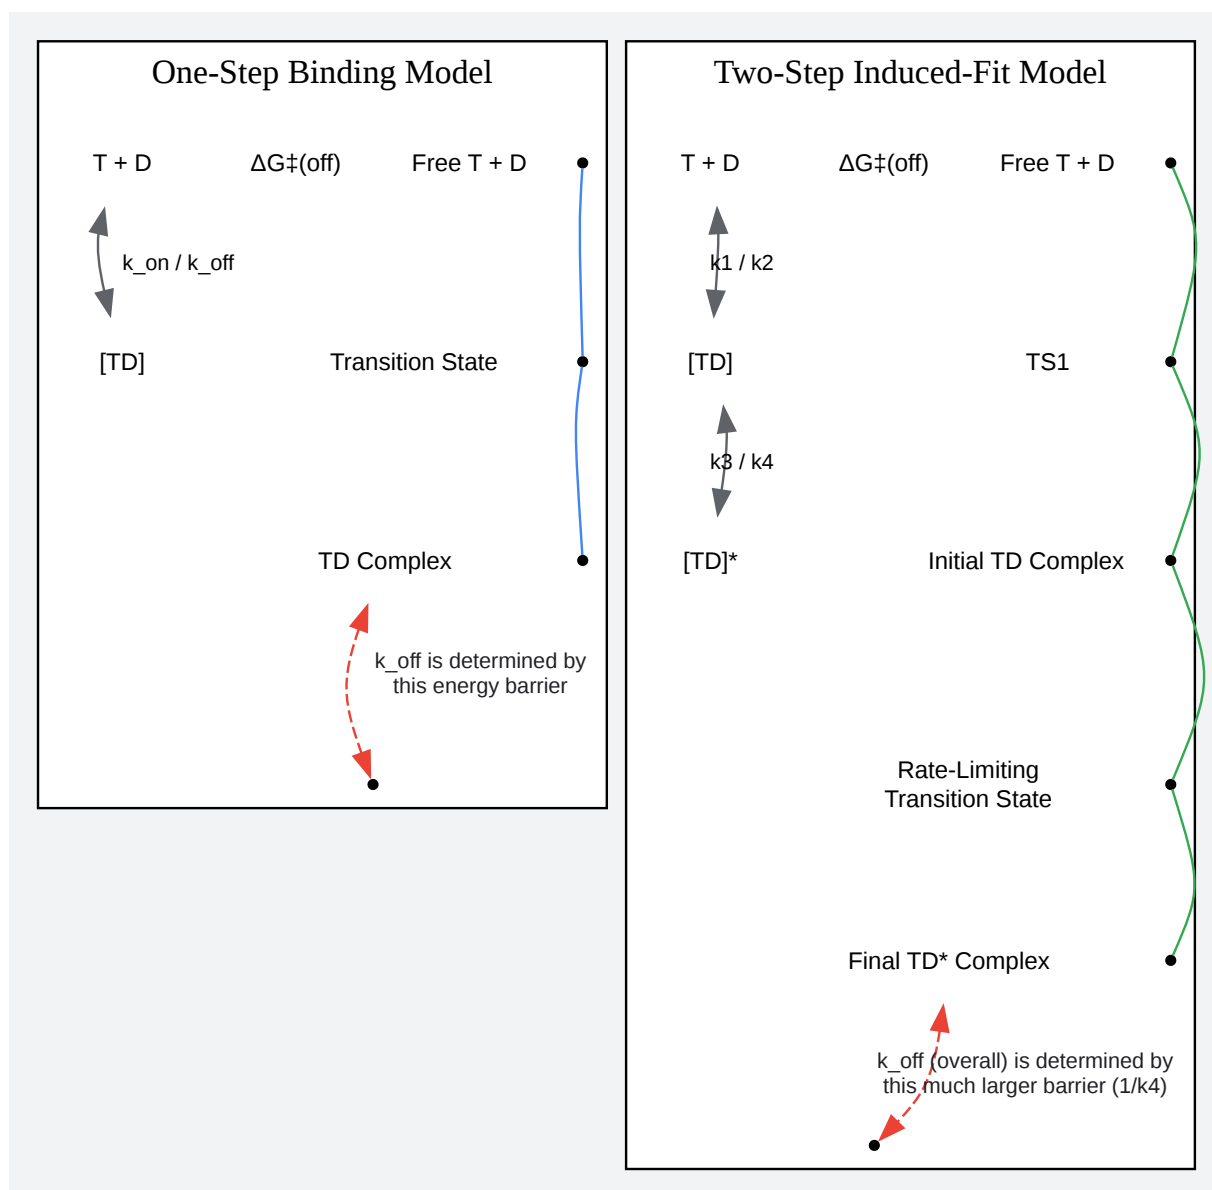 One-Step Binding Model
T + D
ΔG‡(off)
Free T + D
k_on / k_off
[TD]
Transition State
TD Complex
k_off is determined by
this energy barrier
Two-Step Induced-Fit Model
T + D
ΔG‡(off)
Free T + D
k1 / k2
[TD]
TS1
k3 / k4
[TD]*
Initial TD Complex
Rate-Limiting
Transition State
Final TD* Complex
k_off (overall) is determined by
this much larger barrier (1/k4)